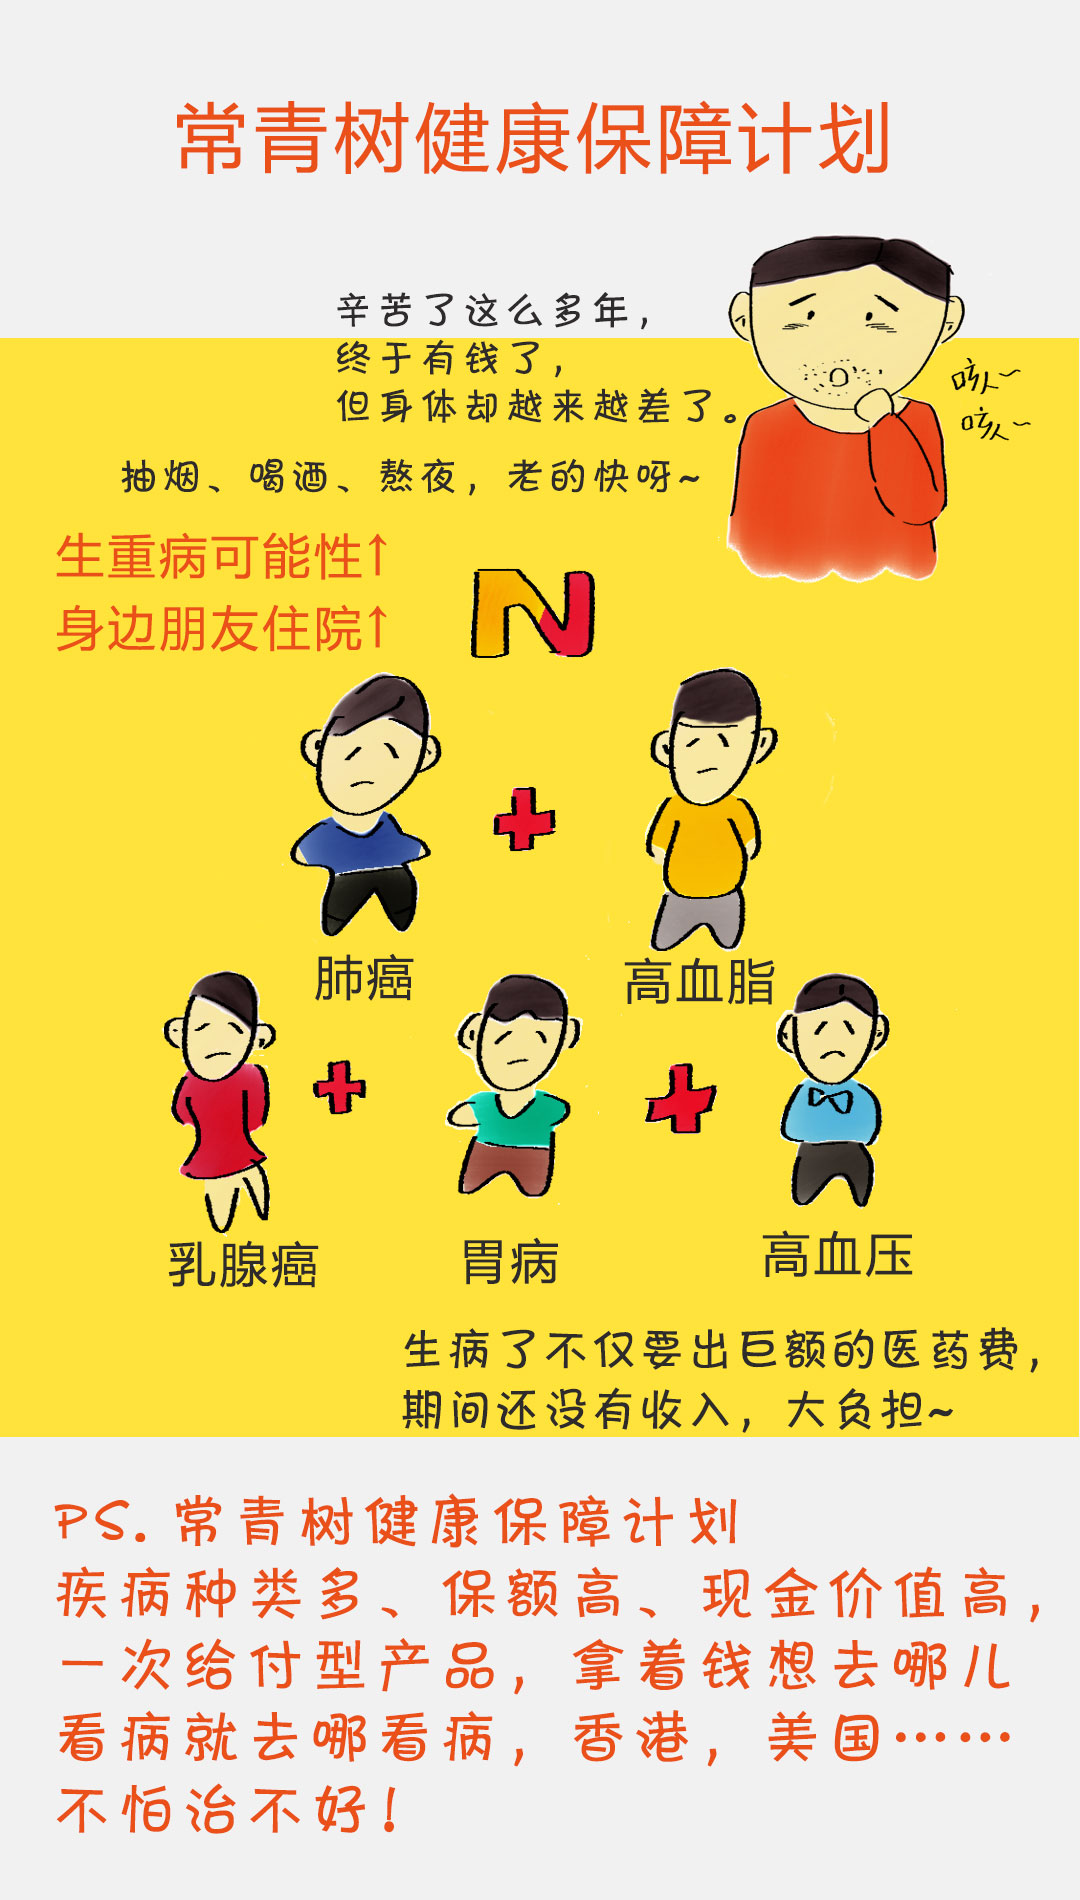 常青树健康保障计划
辛苦了这么多年，
终于有钱了，
但身体却越来越差了。
咳~
咳~
抽烟、喝酒、熬夜，老的快呀~
生重病可能性↑
身边朋友住院↑
N
肺癌
高血脂
乳腺癌
胃病
高血压
生病了不仅要出巨额的医药费，
期间还没有收入，大负担~
PS.常青树健康保障计划
疾病种类多、保额高、现金价值高，
一次给付型产品，拿着钱想去哪儿
看病就去哪看病，香港，美国……
不怕治不好！